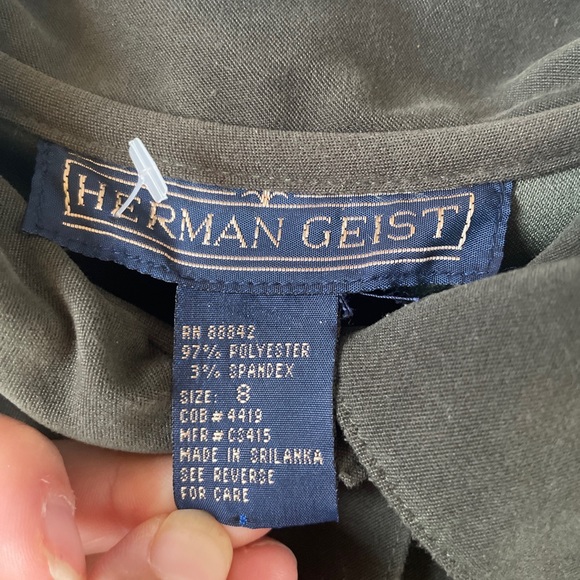 HERMAN GEIST
RN 88842
97% POLYESTER
3% SPANDEX
SIZE: 8
COB # 4419
MFR # CS415
MADE IN SRILANKA
SEE REVERSE
FOR CARE